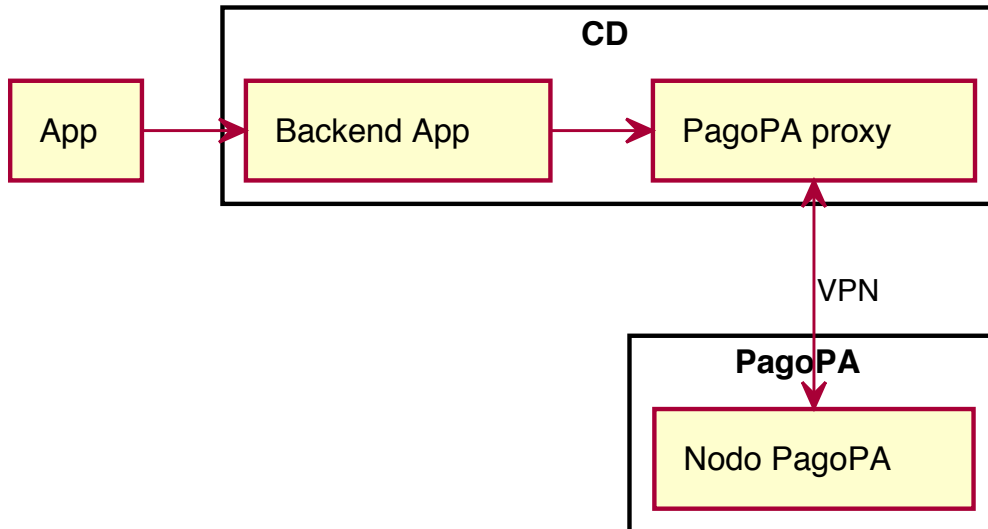 CD
App
Backend App
PagoPA proxy
VPN
PagoPA
Nodo PagoPA